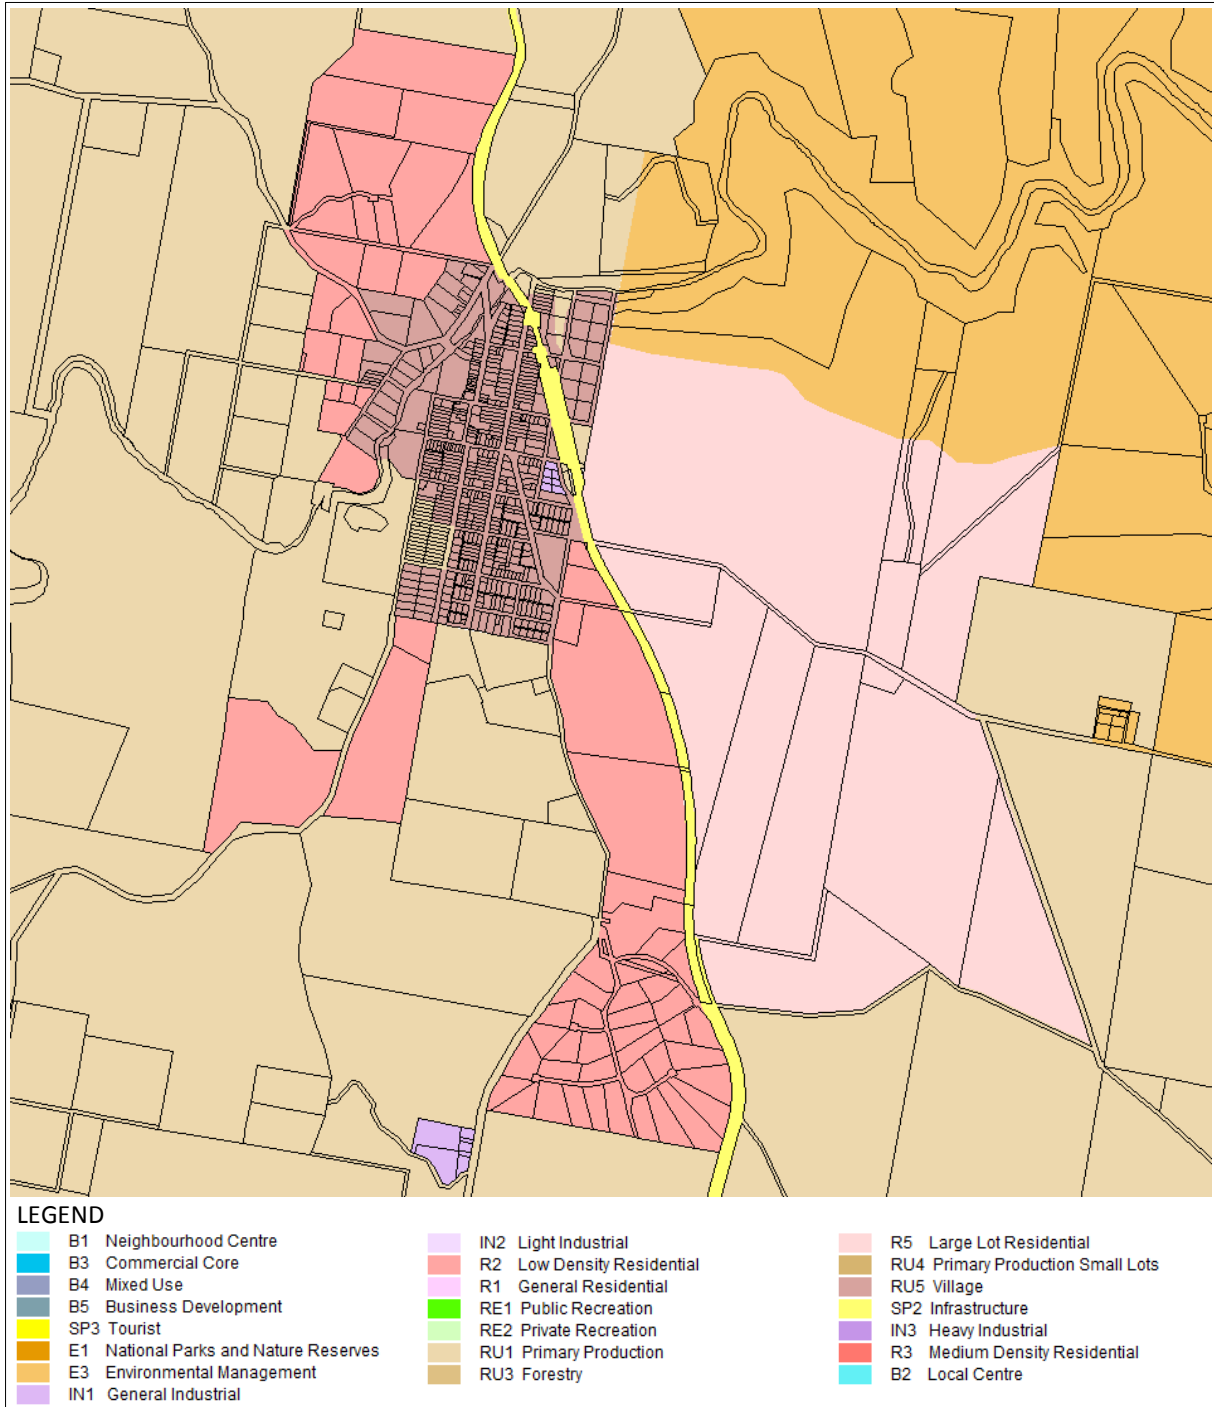 LEGEND
B1 Neighbourhood Centre
B3 Commercial Core
B4 Mixed Use
B5 Business Development
SP3 Tourist
E1 National Parks and Nature Reserves
E3 Environmental Management
IN1 General Industrial
IN2 Light Industrial
R2 Low Density Residential
R1 General Residential
RE1 Public Recreation
RE2 Private Recreation
RU1 Primary Production
RU3 Forestry
R5 Large Lot Residential
RU4 Primary Production Small Lots
RU5 Village
SP2 Infrastructure
IN3 Heavy Industrial
R3 Medium Density Residential
B2 Local Centre